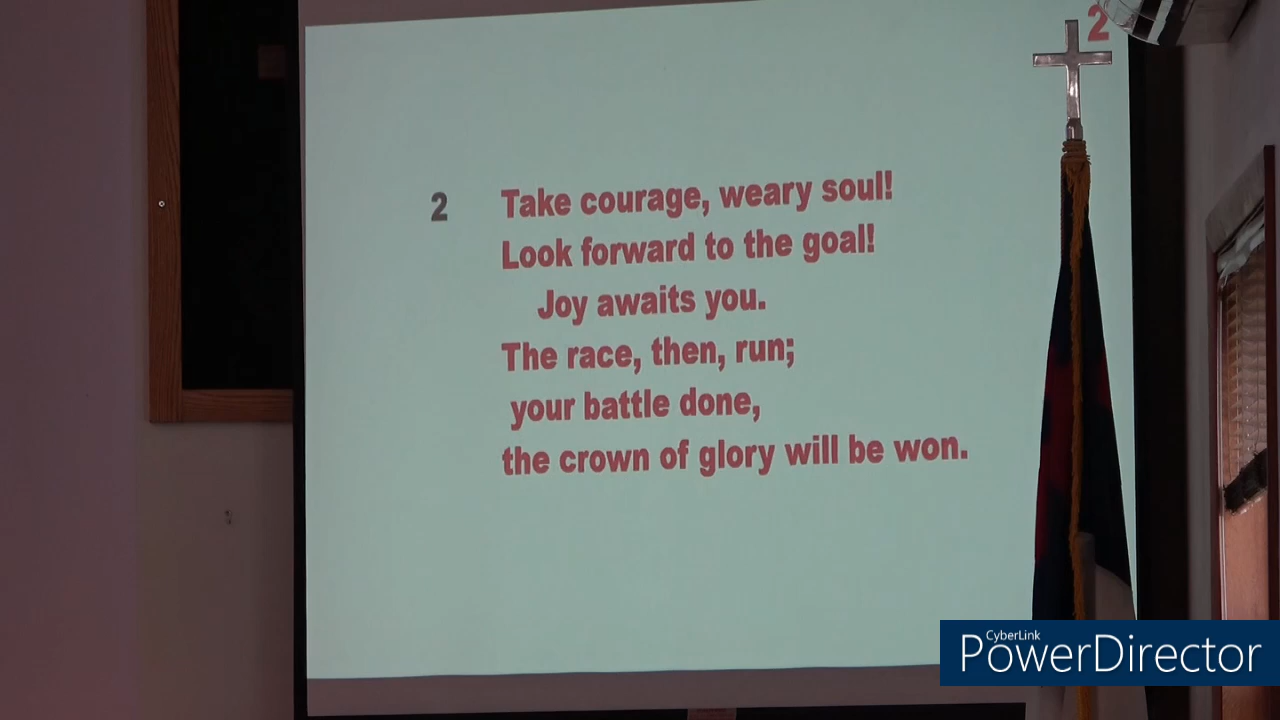 2
2 Take courage, weary soul!
Look forward to the goal!
Joy awaits you.
The race, then, run;
your battle done,
the crown of glory will be won.
CyberLink
PowerDirector